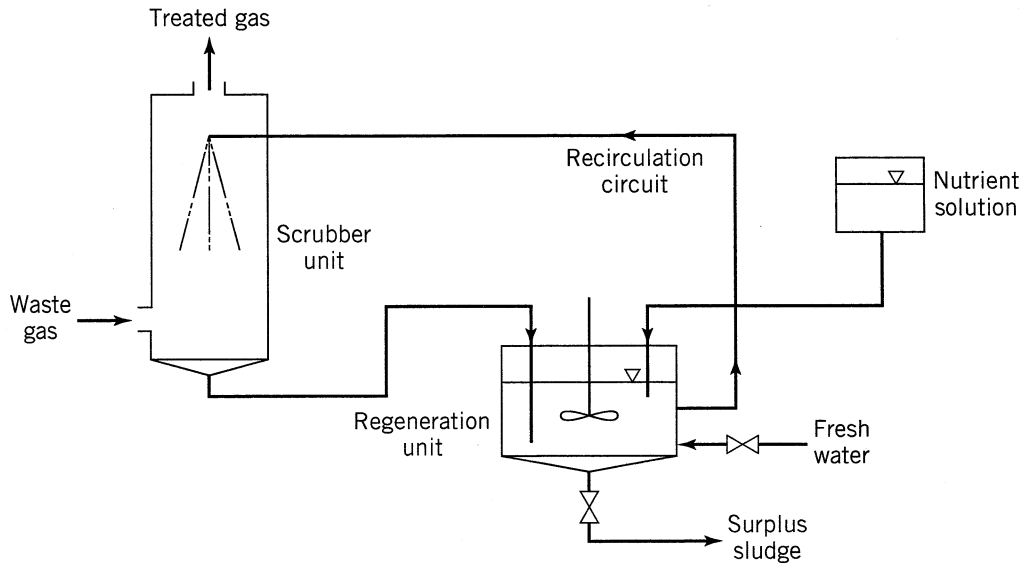 Treated gas
Recirculation
circuit
Nutrient
solution
Scrubber
unit
Waste
gas
Regeneration
unit
Fresh
water
Surplus
sludge